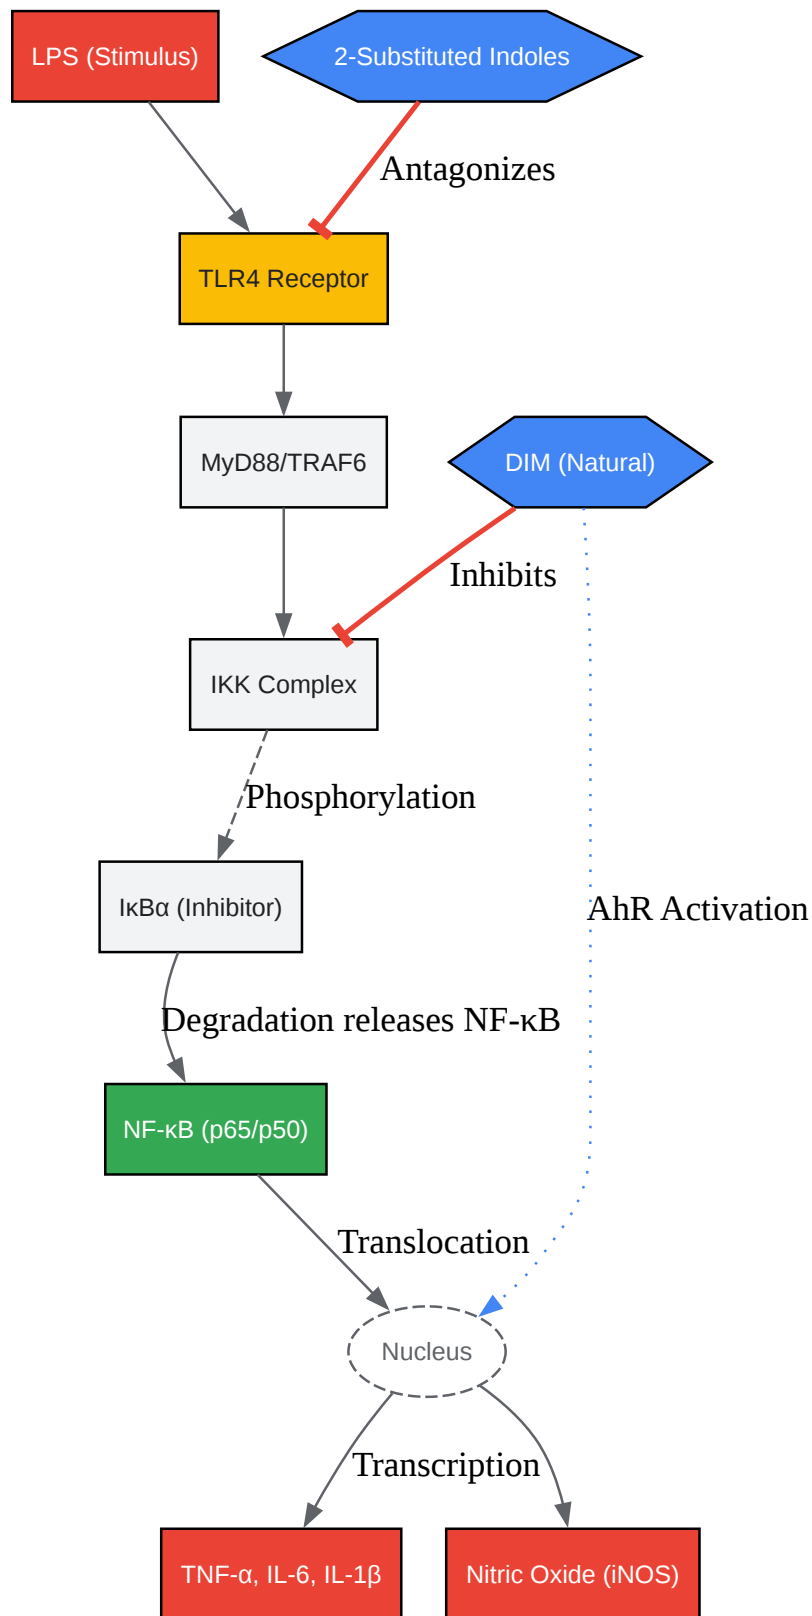 LPS (Stimulus)
2-Substituted Indoles
Antagonizes
TLR4 Receptor
MyD88/TRAF6
DIM (Natural)
Inhibits
IKK Complex
Phosphorylation
IκBα (Inhibitor)
AhR Activation
Degradation releases NF-κB
NF-κB (p65/p50)
Translocation
Nucleus
Transcription
TNF-α, IL-6, IL-1β
Nitric Oxide (iNOS)